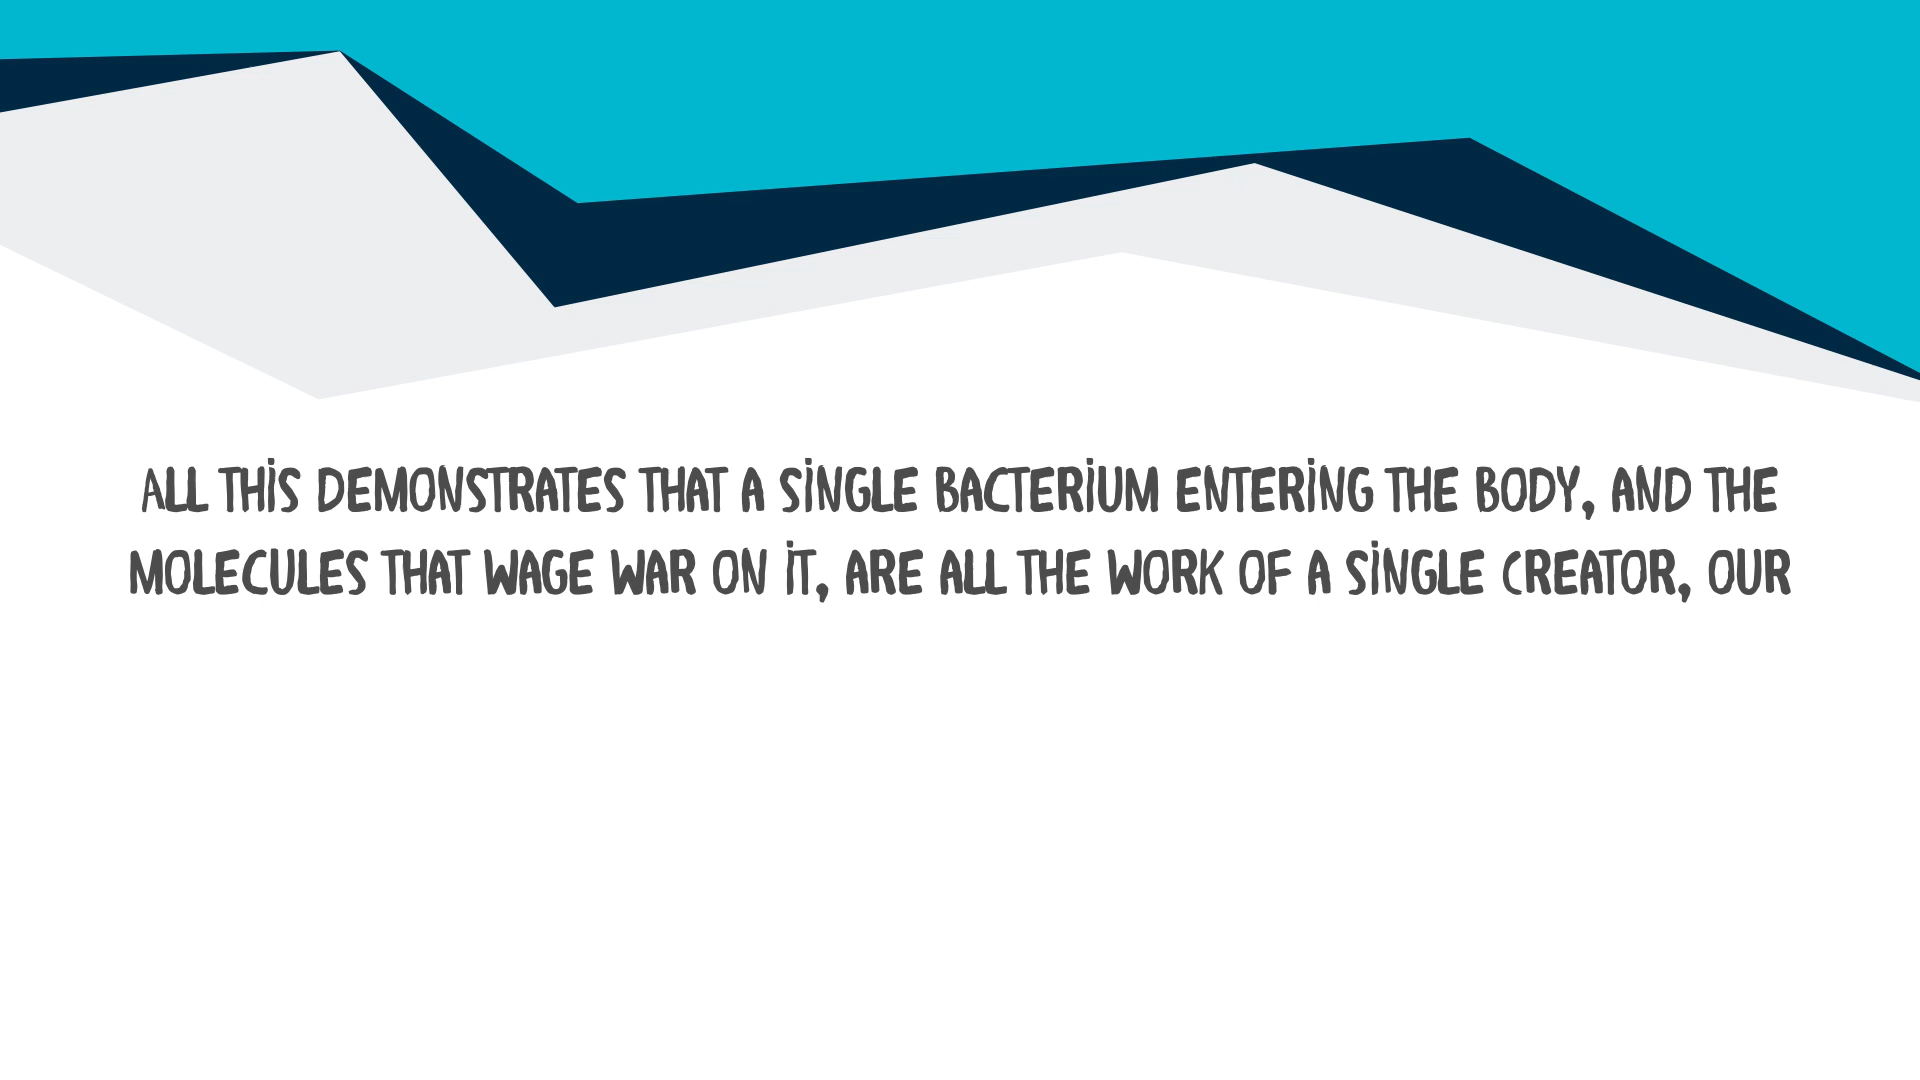 ALL THIS DEMONSTRATES THAT A SINGLE BACTERIUM ENTERING THE BODY, AND THE
MOLECULES THAT WAGE WAR ON IT, ARE ALL THE WORK OF A SINGLE CREATOR, OUR